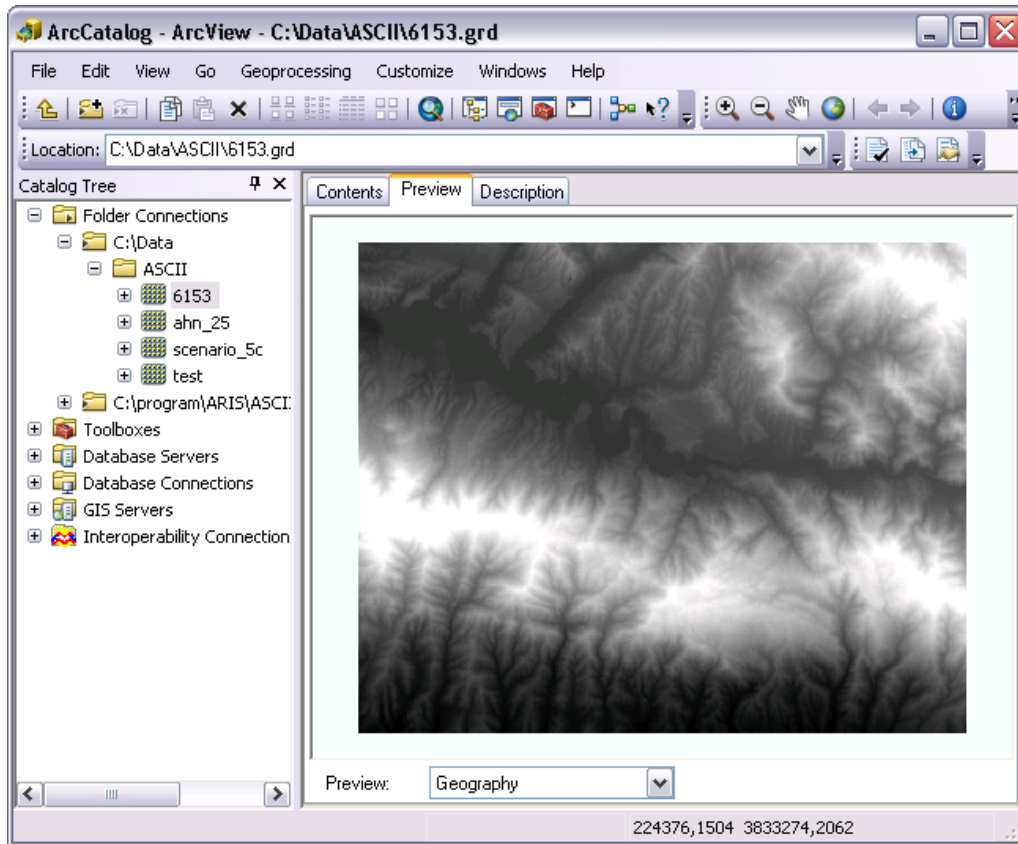 ArcCatalog - ArcView - C:\Data\ASCII\6153.grd
File Edit View Go Geoprocessing Customize Windows Help
Location: C:\Data\ASCII\6153.grd
Catalog Tree
Folder Connections
C:\Data
ASCII
6153
ahn_25
scenario_5c
test
C:\program\ARIS\ASCI
Toolboxes
Database Servers
Database Connections
GIS Servers
Interoperability Connection
Contents Preview Description
Preview: Geography
224376,1504 3833274,2062